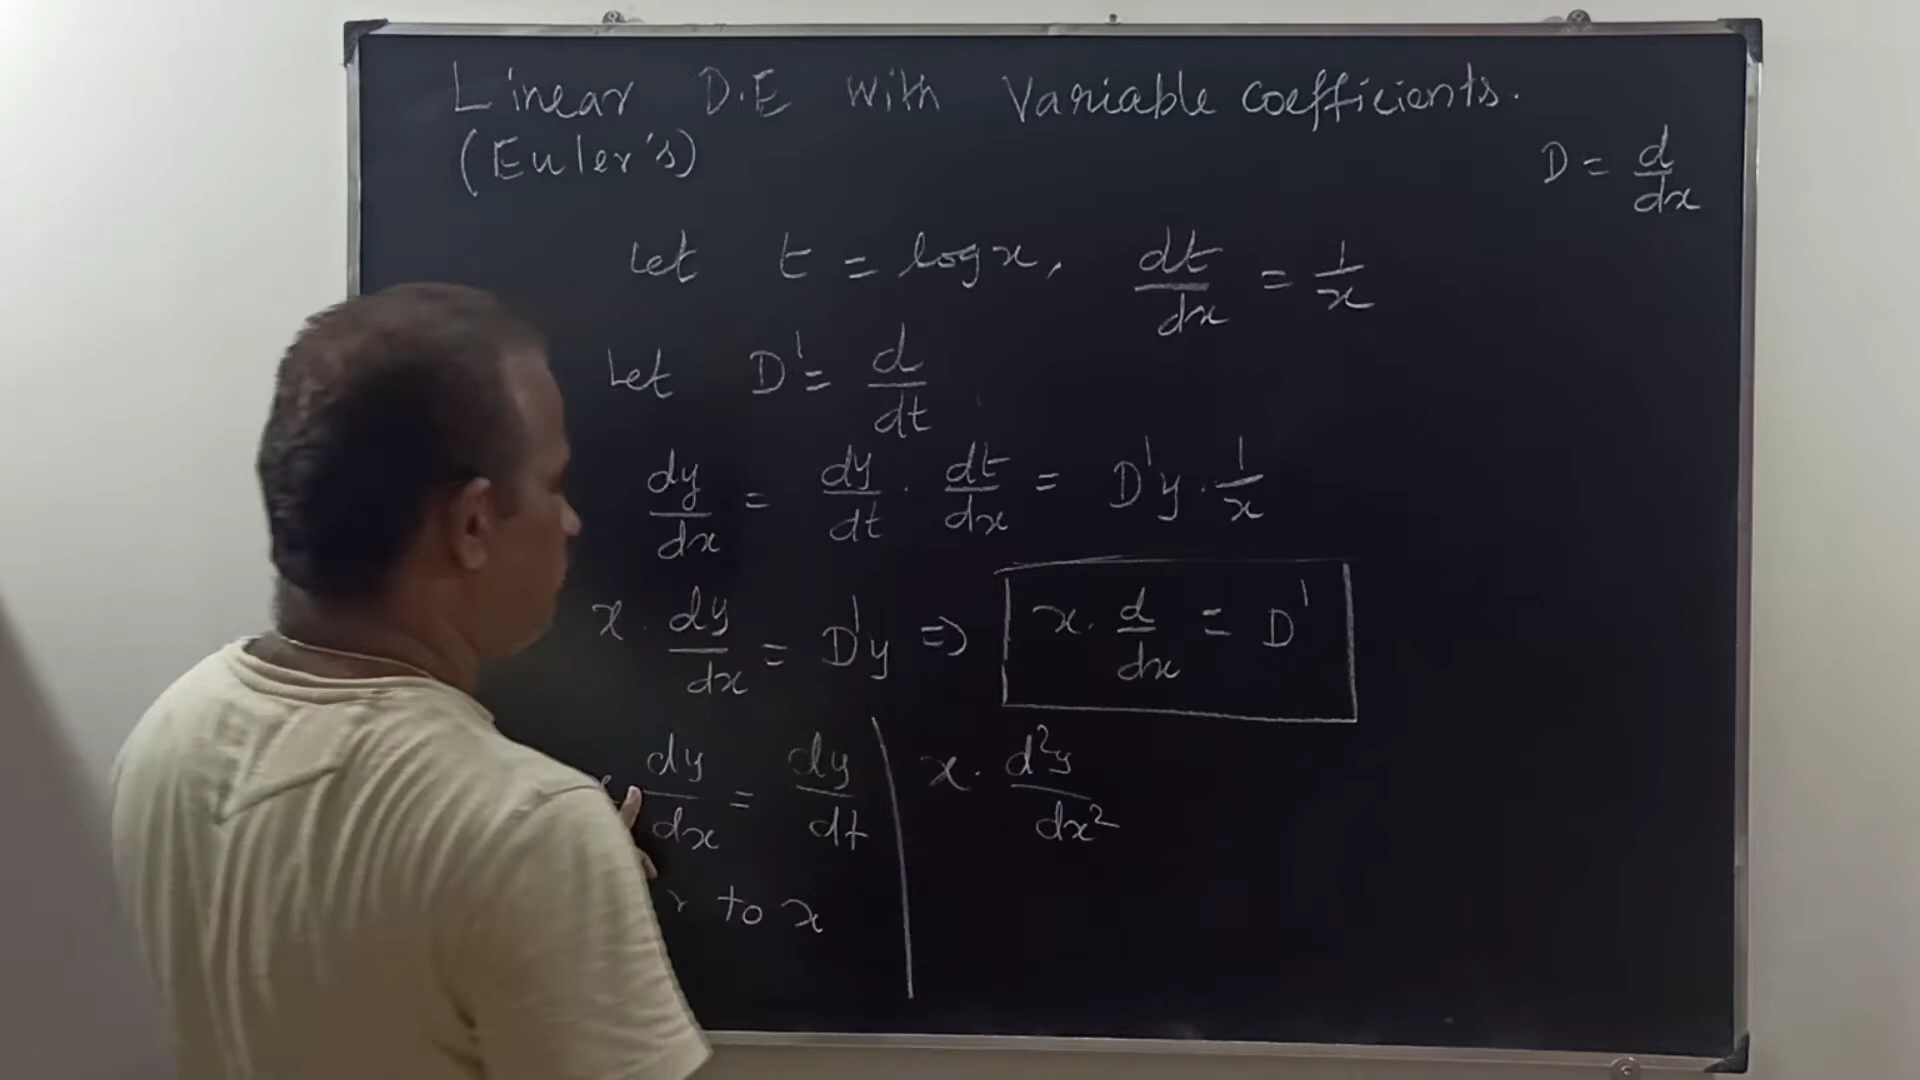 Linear D.E with Variable coefficients.
(Euler's)
D = d/dx
Let t = log x, dt/dx = 1/x
Let D' = d/dt
dy/dx = dy/dt · dt/dx = D'y · 1/x
x · dy/dx = D'y ⇒ x · d/dx = D'
dy/dx = dy/dt
x · d²y/dx²
to x